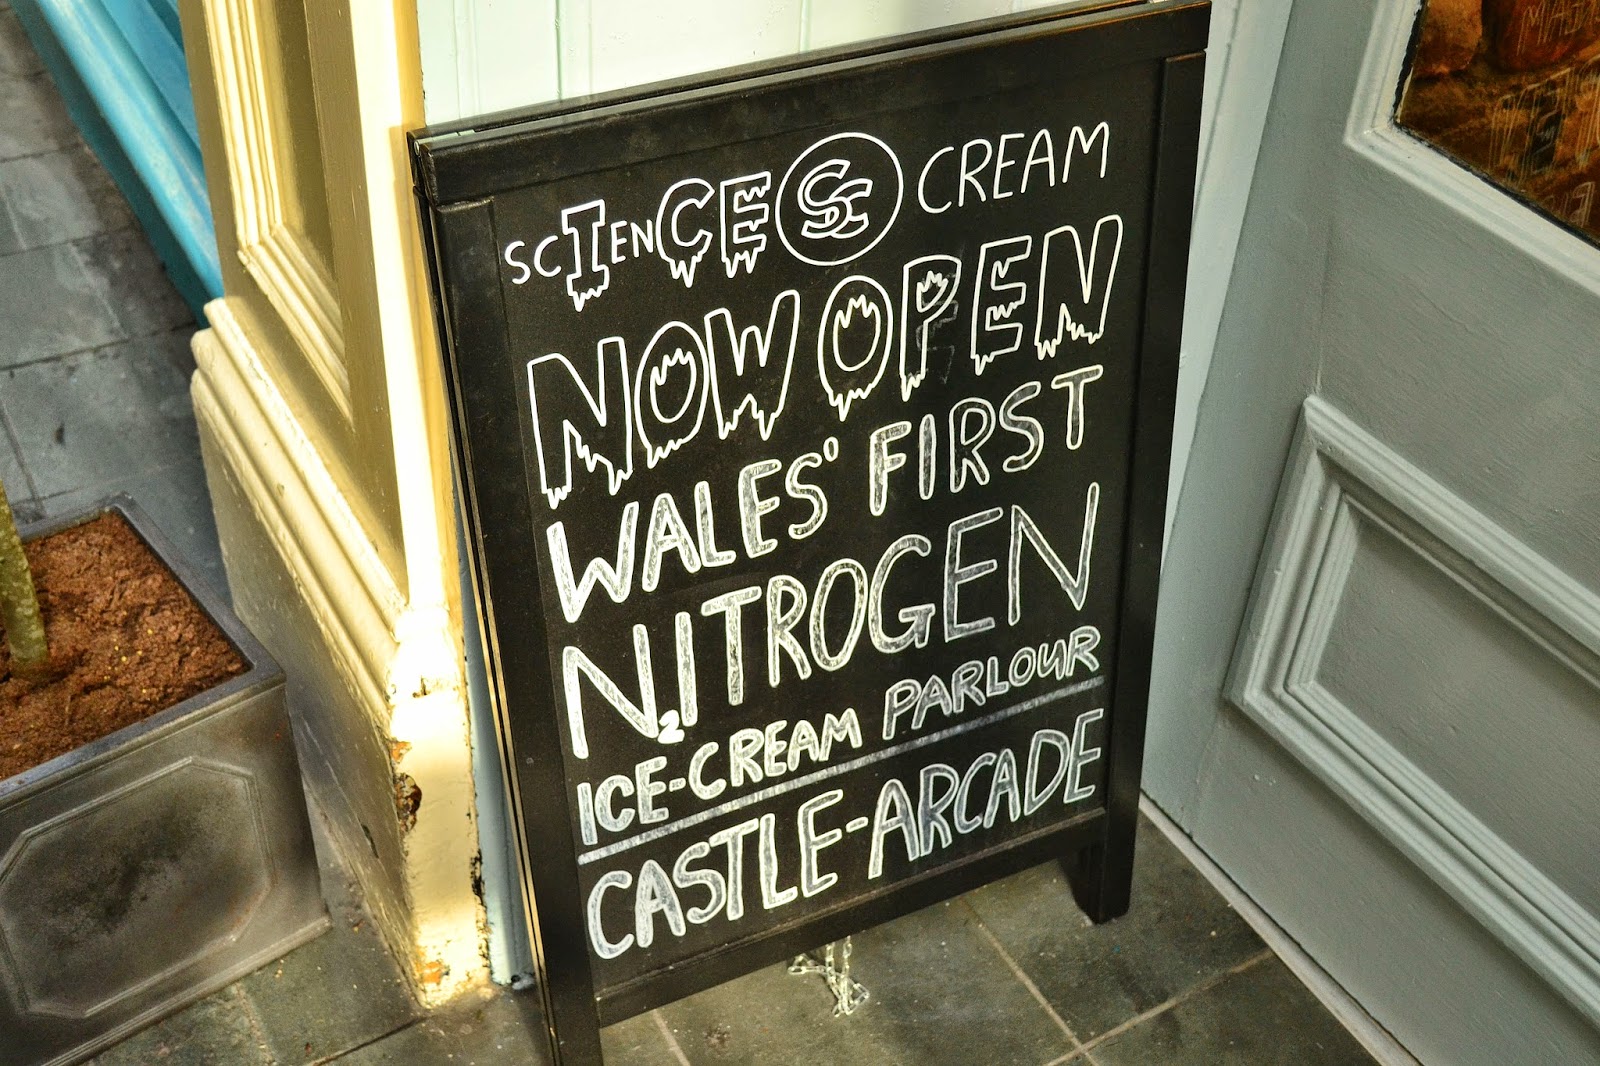 SCIENCE SC CREAM
NOW OPEN
WALES' FIRST
N2ITROGEN
ICE-CREAM PARLOUR
CASTLE-ARCADE